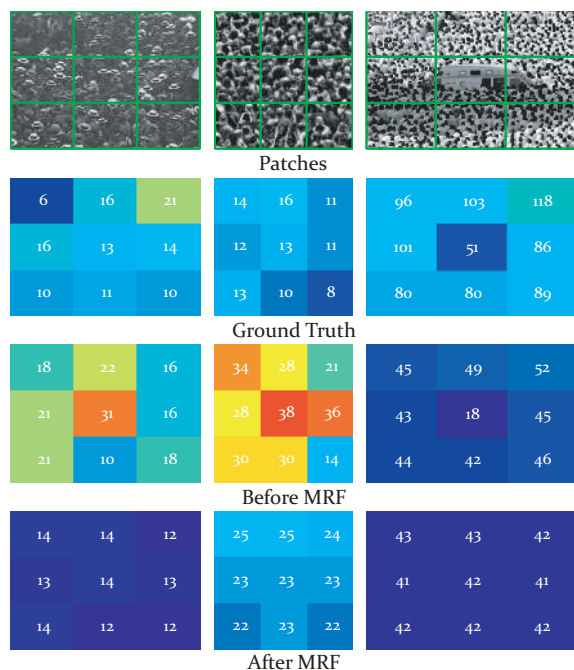 Patches
6 16 21 14 16 11 96 103 118
16 13 14 12 13 11 101 51 86
10 11 10 13 10 8 80 80 89
Ground Truth
18 22 16 34 28 21 45 49 52
21 31 16 28 38 36 43 18 45
21 10 18 30 30 14 44 42 46
Before MRF
14 14 12 25 25 24 43 43 42
13 14 13 23 23 23 41 42 41
14 12 12 22 23 22 42 42 42
After MRF